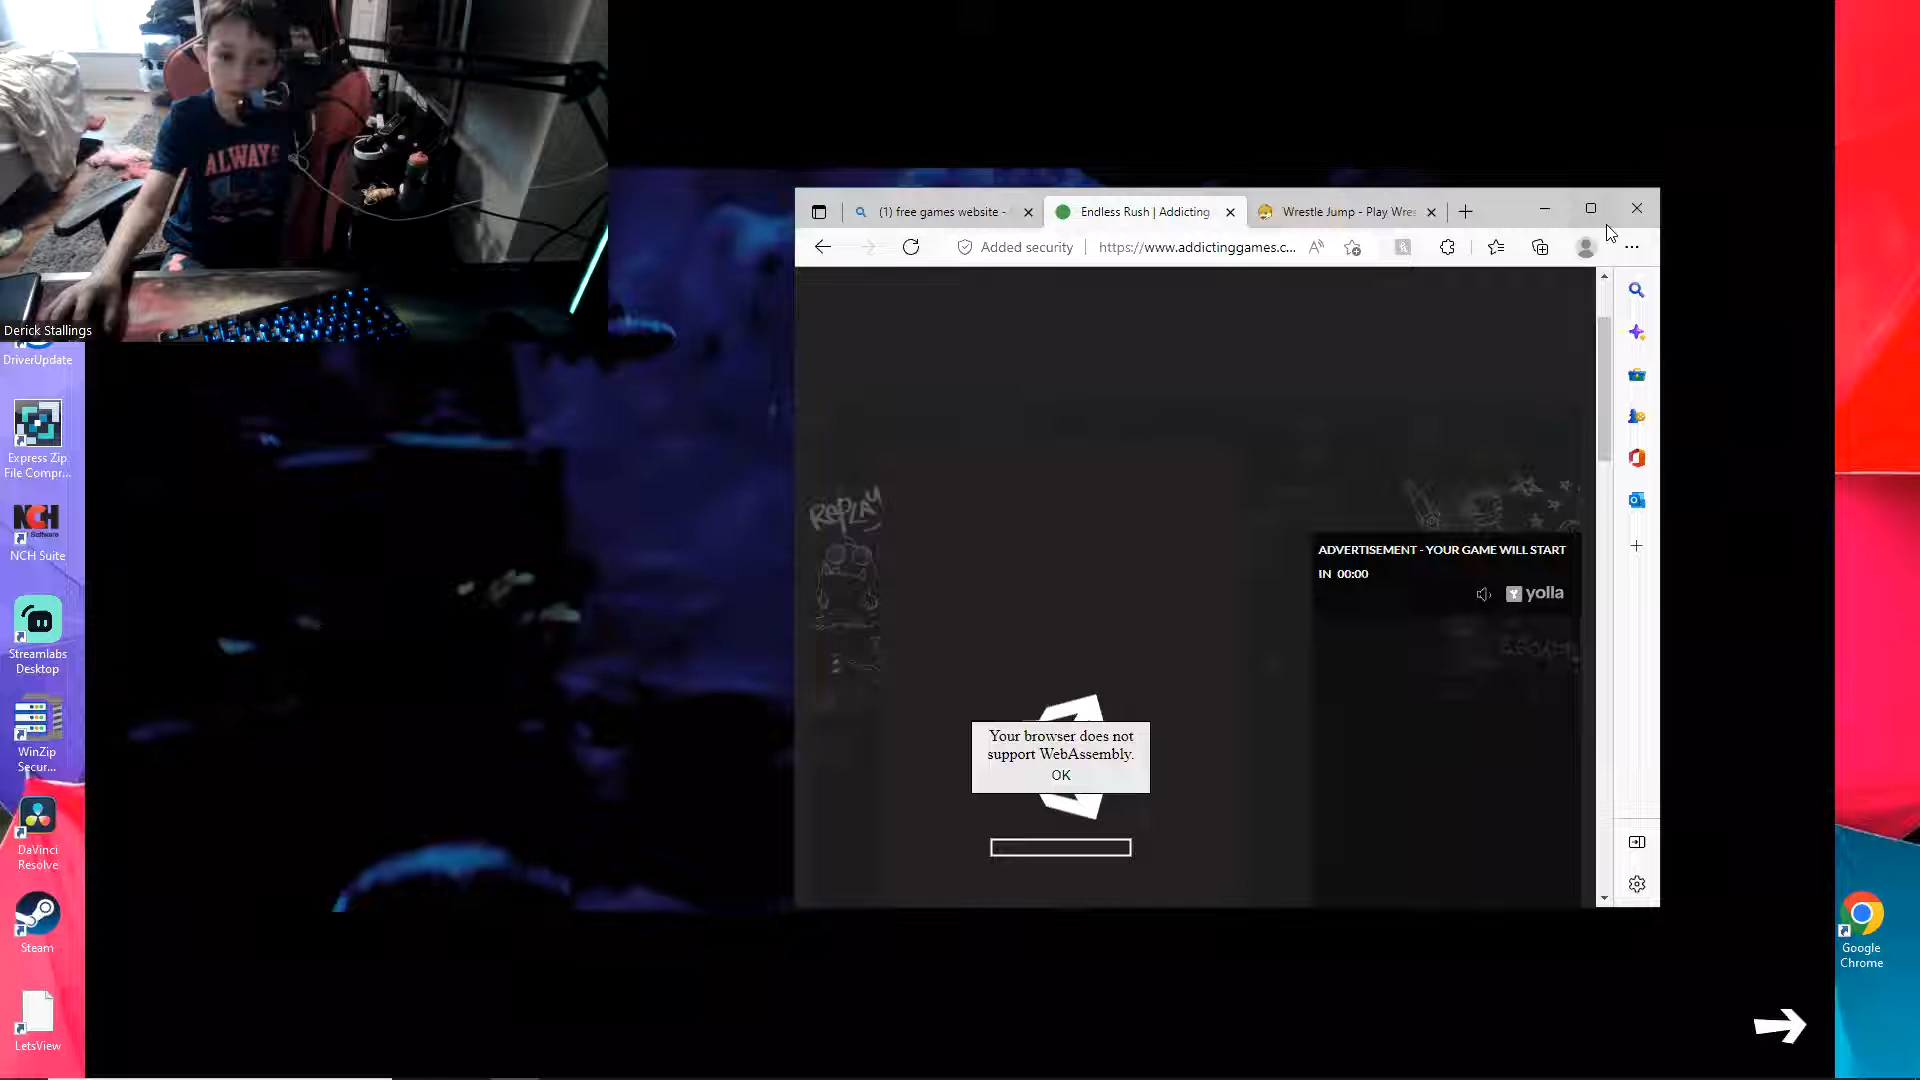 ALWAYS
Derick Stallings
DriverUpdate
Express Zip
File Compr...
NCH
Software
NCH Suite
Streamlabs
Desktop
WinZip
Secur...
DaVinci
Resolve
Steam
LetsView
(1) free games website -
Endless Rush | Addicting
Wrestle Jump - Play Wres
Added security
https://www.addictinggames.c...
REPLAY
ADVERTISEMENT - YOUR GAME WILL START
IN 00:00
yolla
Your browser does not
support WebAssembly.
OK
Google
Chrome